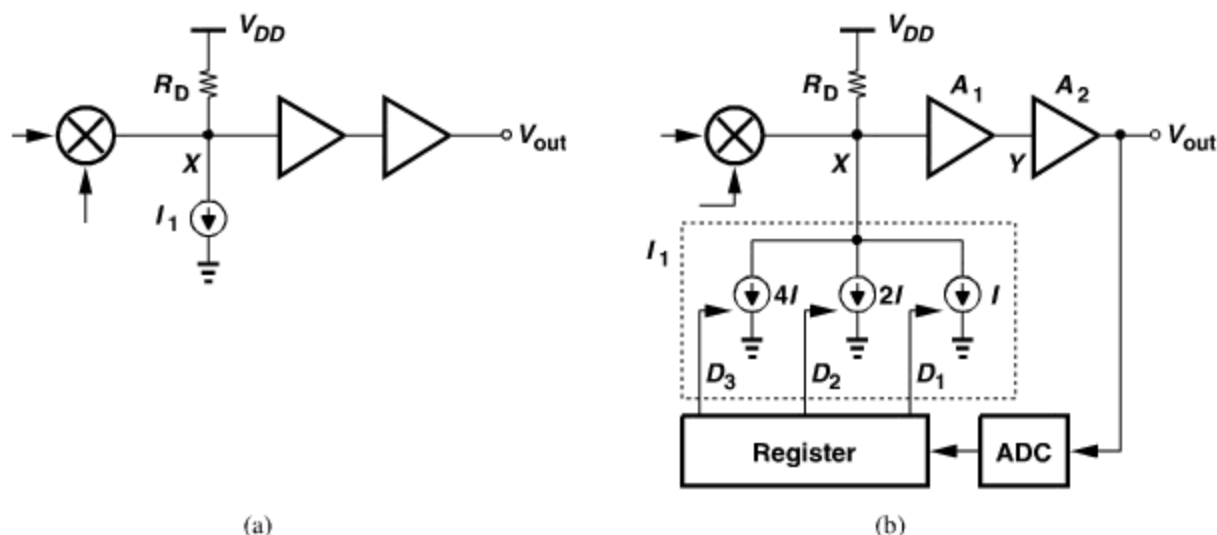 V_DD
R_D
X
V_out
I_1
(a)
V_DD
R_D
A_1
A_2
X
Y
V_out
I_1
4I
2I
I
D_3
D_2
D_1
Register
ADC
(b)